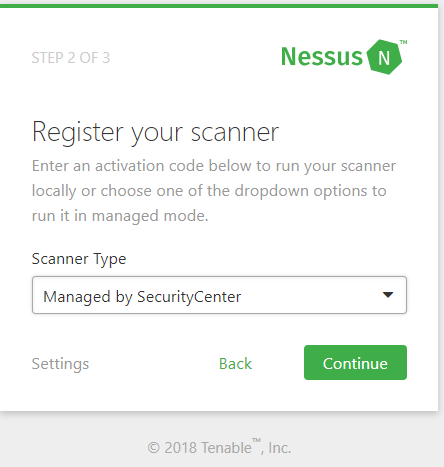 STEP 2 OF 3
Nessus N™
Register your scanner
Enter an activation code below to run your scanner
locally or choose one of the dropdown options to
run it in managed mode.
Scanner Type
Managed by SecurityCenter
Settings Back Continue
© 2018 Tenable™, Inc.